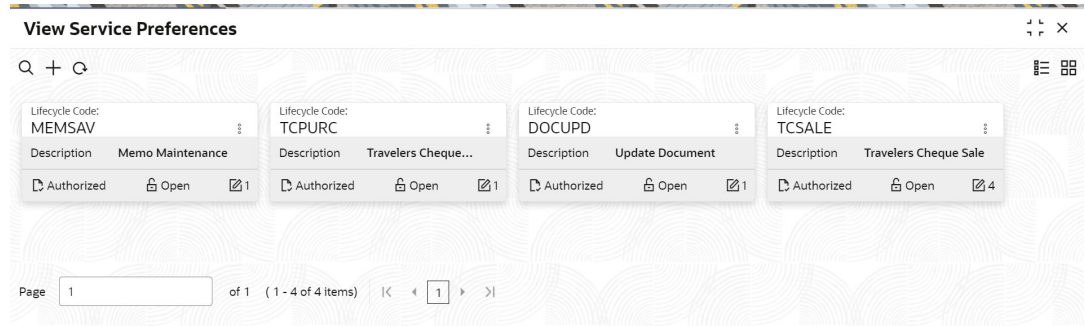 View Service Preferences
Lifecycle Code: Lifecycle Code: Lifecycle Code: Lifecycle Code:
MEMSAV TCPURC DOCUPD TCSALE
Description Memo Maintenance Description Travelers Cheque... Description Update Document Description Travelers Cheque Sale
Authorized Open 1 Authorized Open 1 Authorized Open 1 Authorized Open 4
Page 1 of 1 (1 - 4 of 4 items) 1